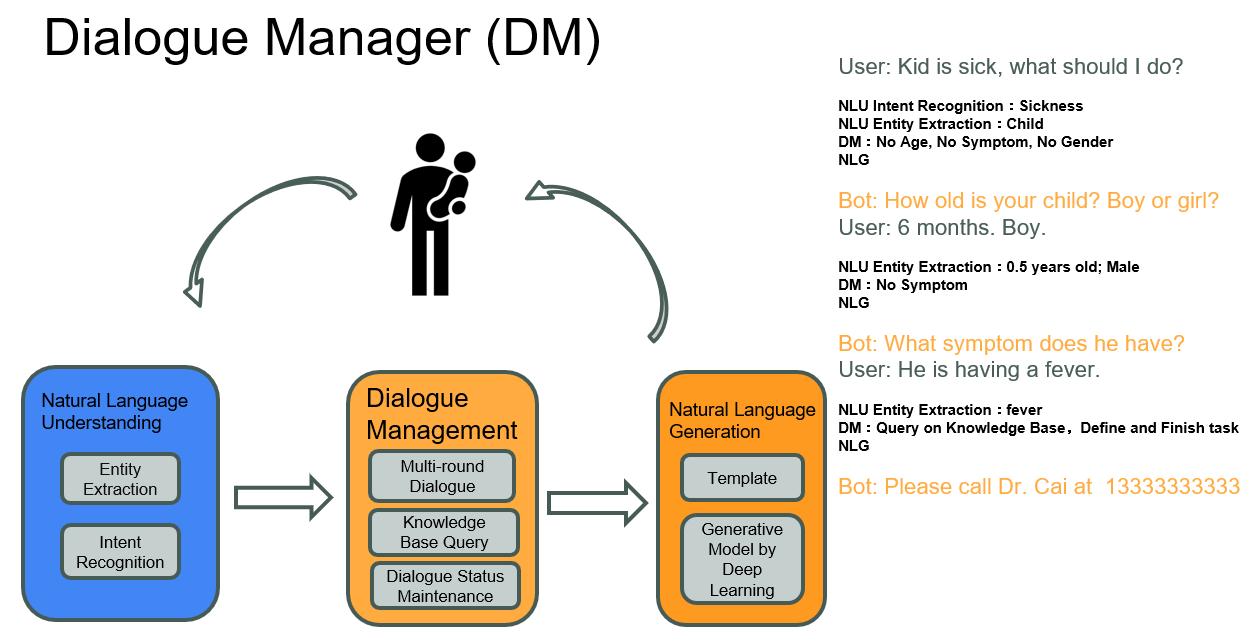 Dialogue Manager (DM)
User: Kid is sick, what should I do?
NLU Intent Recognition：Sickness
NLU Entity Extraction：Child
DM：No Age, No Symptom, No Gender
NLG
Bot: How old is your child? Boy or girl?
User: 6 months. Boy.
NLU Entity Extraction：0.5 years old; Male
DM：No Symptom
NLG
Bot: What symptom does he have?
User: He is having a fever.
NLU Entity Extraction：fever
DM：Query on Knowledge Base，Define and Finish task
NLG
Bot: Please call Dr. Cai at  13333333333
Natural Language
Understanding
Entity
Extraction
Intent
Recognition
Dialogue
Management
Multi-round
Dialogue
Knowledge
Base Query
Dialogue Status
Maintenance
Natural Language
Generation
Template
Generative
Model by
Deep
Learning